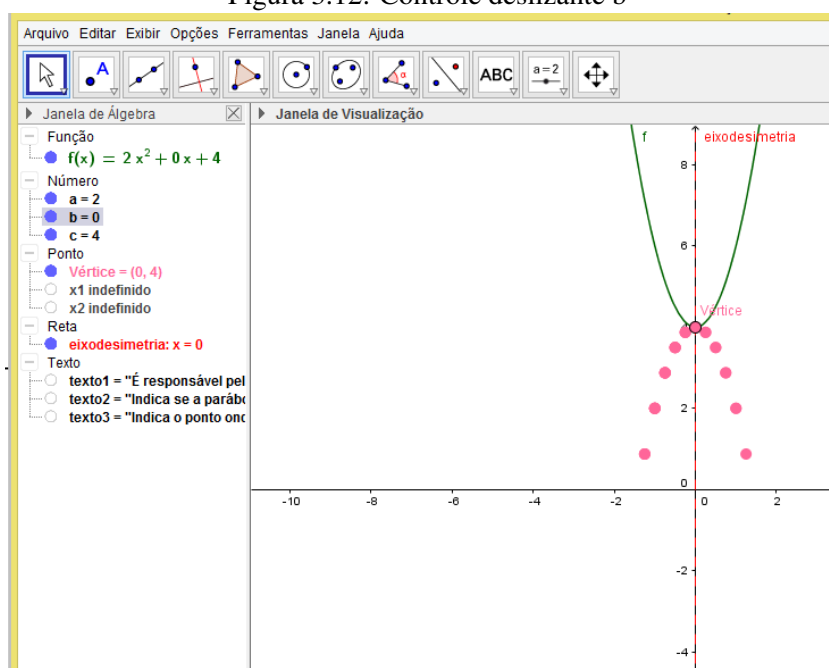 Figura 3.12: Controle deslizante b
Arquivo Editar Exibir Opções Ferramentas Janela Ajuda
A
α
ABC
a=2
Janela de Álgebra
Janela de Visualização
Função
f(x) = 2 x² + 0 x + 4
Número
a = 2
b = 0
c = 4
Ponto
Vértice = (0, 4)
x1 indefinido
x2 indefinido
Reta
eixodesimetria: x = 0
Texto
texto1 = "É responsável pel
texto2 = "Indica se a parábo
texto3 = "Indica o ponto ond
f
eixodesimetria
8
6
Vértice
2
0
-10 -8 -6 -4 -2 0 2
-2
-4